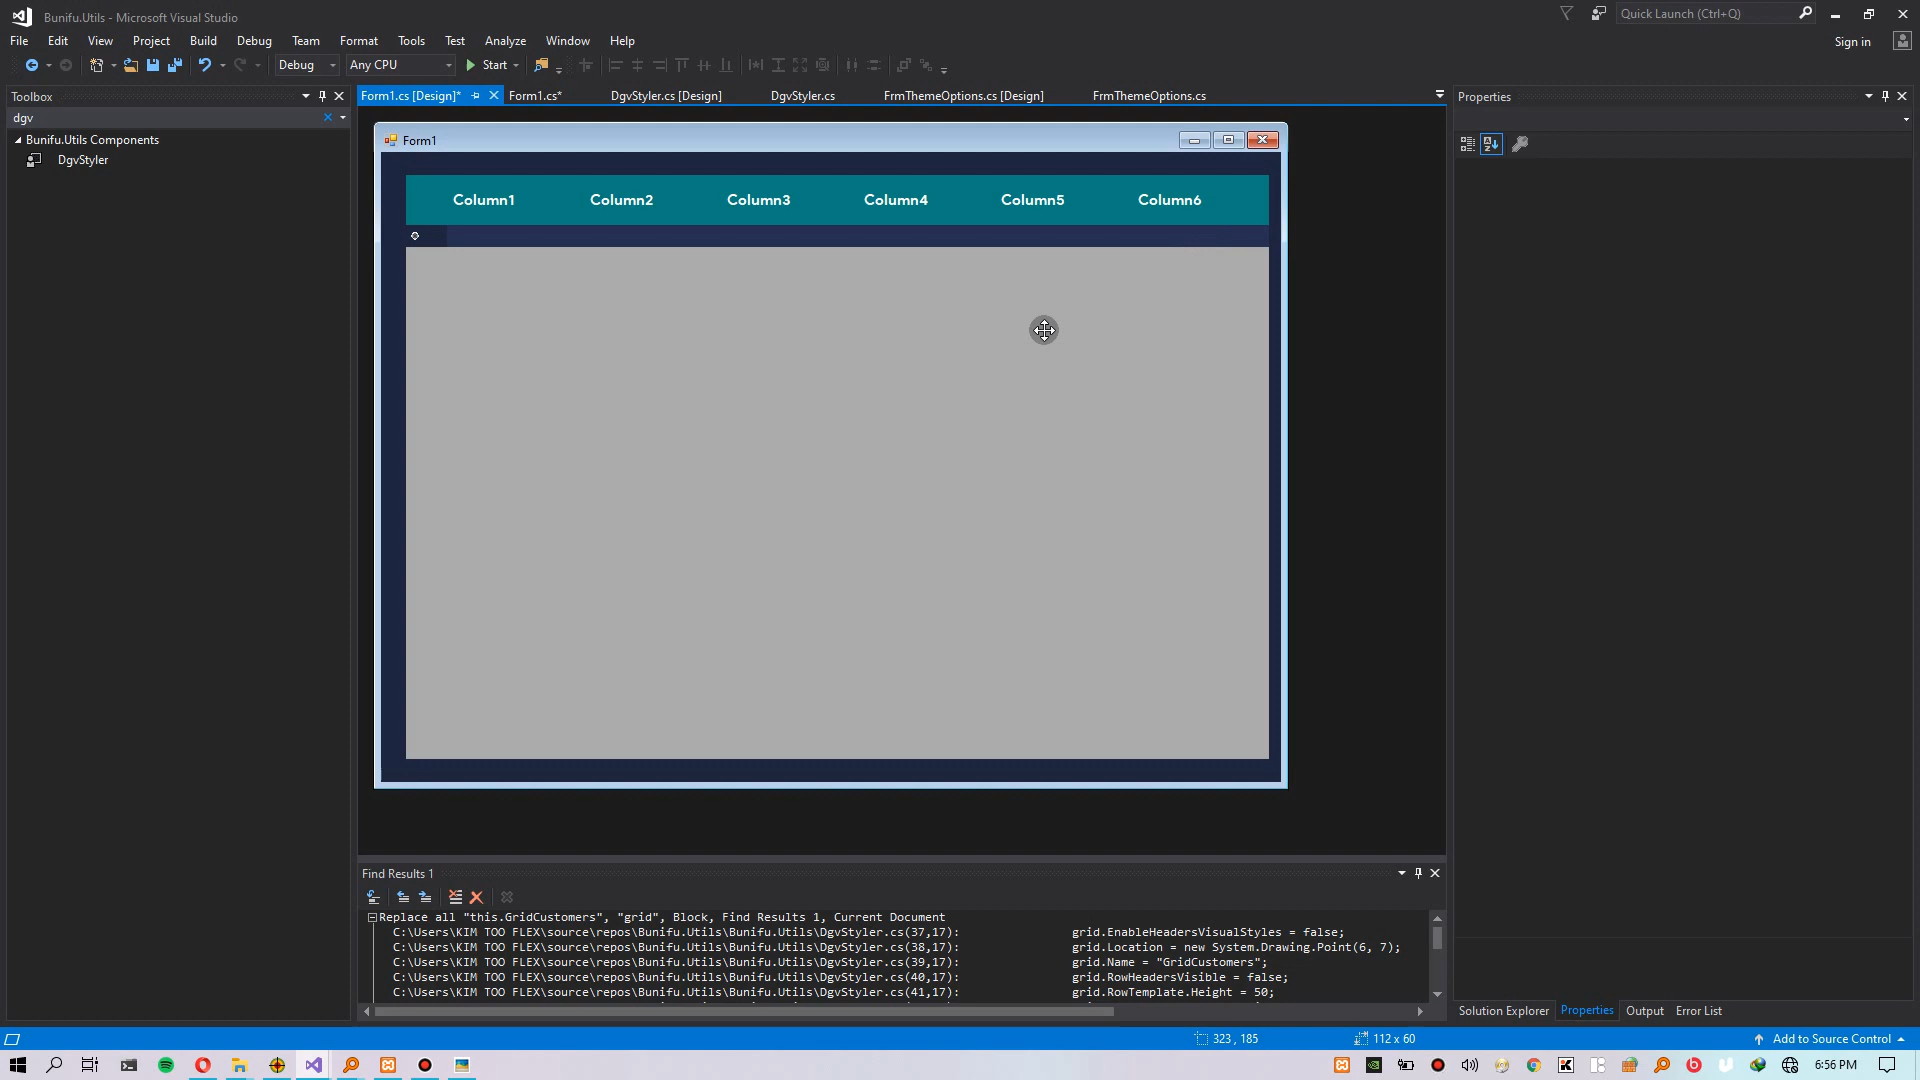 Bunifu.Utils - Microsoft Visual Studio
Quick Launch (Ctrl+Q)
File Edit View Project Build Debug Team Format Tools Test Analyze Window Help
Sign in
Debug Any CPU Start
Toolbox
Form1.cs [Design]* Form1.cs* DgvStyler.cs [Design] DgvStyler.cs FrmThemeOptions.cs [Design] FrmThemeOptions.cs
Properties
dgv
Bunifu.Utils Components
DgvStyler
Form1
Column1 Column2 Column3 Column4 Column5 Column6
Find Results 1
Replace all "this.GridCustomers", "grid", Block, Find Results 1, Current Document
C:\Users\KIM TOO FLEX\source\repos\Bunifu.Utils\Bunifu.Utils\DgvStyler.cs(37,17): grid.EnableHeadersVisualStyles = false;
C:\Users\KIM TOO FLEX\source\repos\Bunifu.Utils\Bunifu.Utils\DgvStyler.cs(38,17): grid.Location = new System.Drawing.Point(6, 7);
C:\Users\KIM TOO FLEX\source\repos\Bunifu.Utils\Bunifu.Utils\DgvStyler.cs(39,17): grid.Name = "GridCustomers";
C:\Users\KIM TOO FLEX\source\repos\Bunifu.Utils\Bunifu.Utils\DgvStyler.cs(40,17): grid.RowHeadersVisible = false;
C:\Users\KIM TOO FLEX\source\repos\Bunifu.Utils\Bunifu.Utils\DgvStyler.cs(41,17): grid.RowTemplate.Height = 50;
Solution Explorer Properties Output Error List
323 , 185 112 x 60 Add to Source Control
6:56 PM